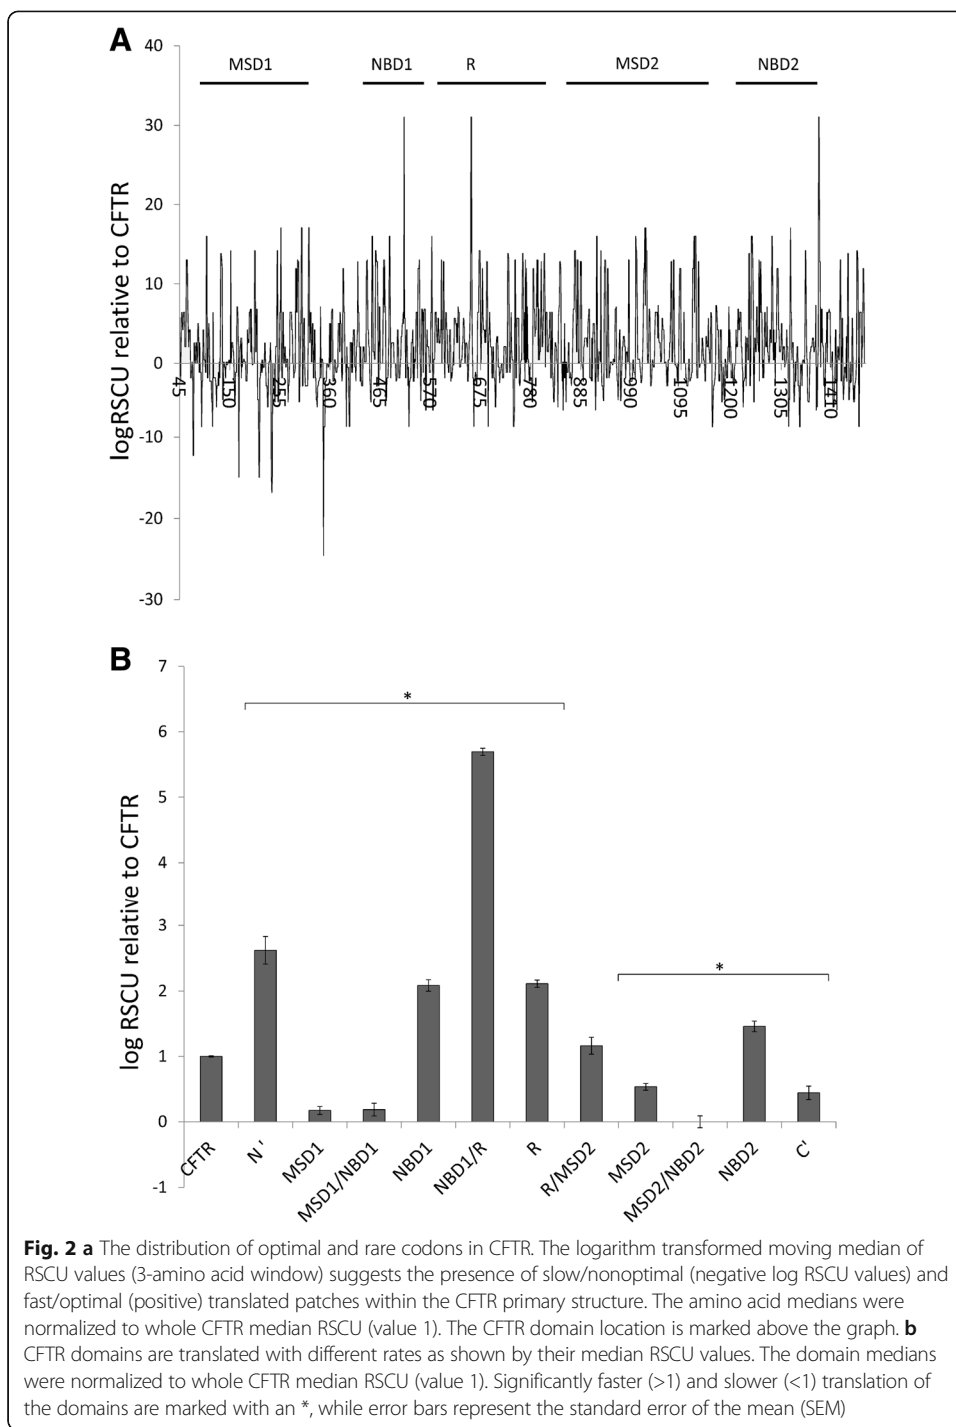 A
40
30
20
10
0
-10
-20
-30
logRSCU relative to CFTR
MSD1
NBD1
R
MSD2
NBD2
45
150
255
360
465
570
675
780
885
990
1095
1200
1305
1410
B
7
6
5
4
3
2
1
0
-1
log RSCU relative to CFTR
*
*
CFTR
N '
MSD1
MSD1/NBD1
NBD1
NBD1/R
R
R/MSD2
MSD2
MSD2/NBD2
NBD2
C'
Fig. 2 a The distribution of optimal and rare codons in CFTR. The logarithm transformed moving median of
RSCU values (3-amino acid window) suggests the presence of slow/nonoptimal (negative log RSCU values) and
fast/optimal (positive) translated patches within the CFTR primary structure. The amino acid medians were
normalized to whole CFTR median RSCU (value 1). The CFTR domain location is marked above the graph. b
CFTR domains are translated with different rates as shown by their median RSCU values. The domain medians
were normalized to whole CFTR median RSCU (value 1). Significantly faster (>1) and slower (<1) translation of
the domains are marked with an *, while error bars represent the standard error of the mean (SEM)